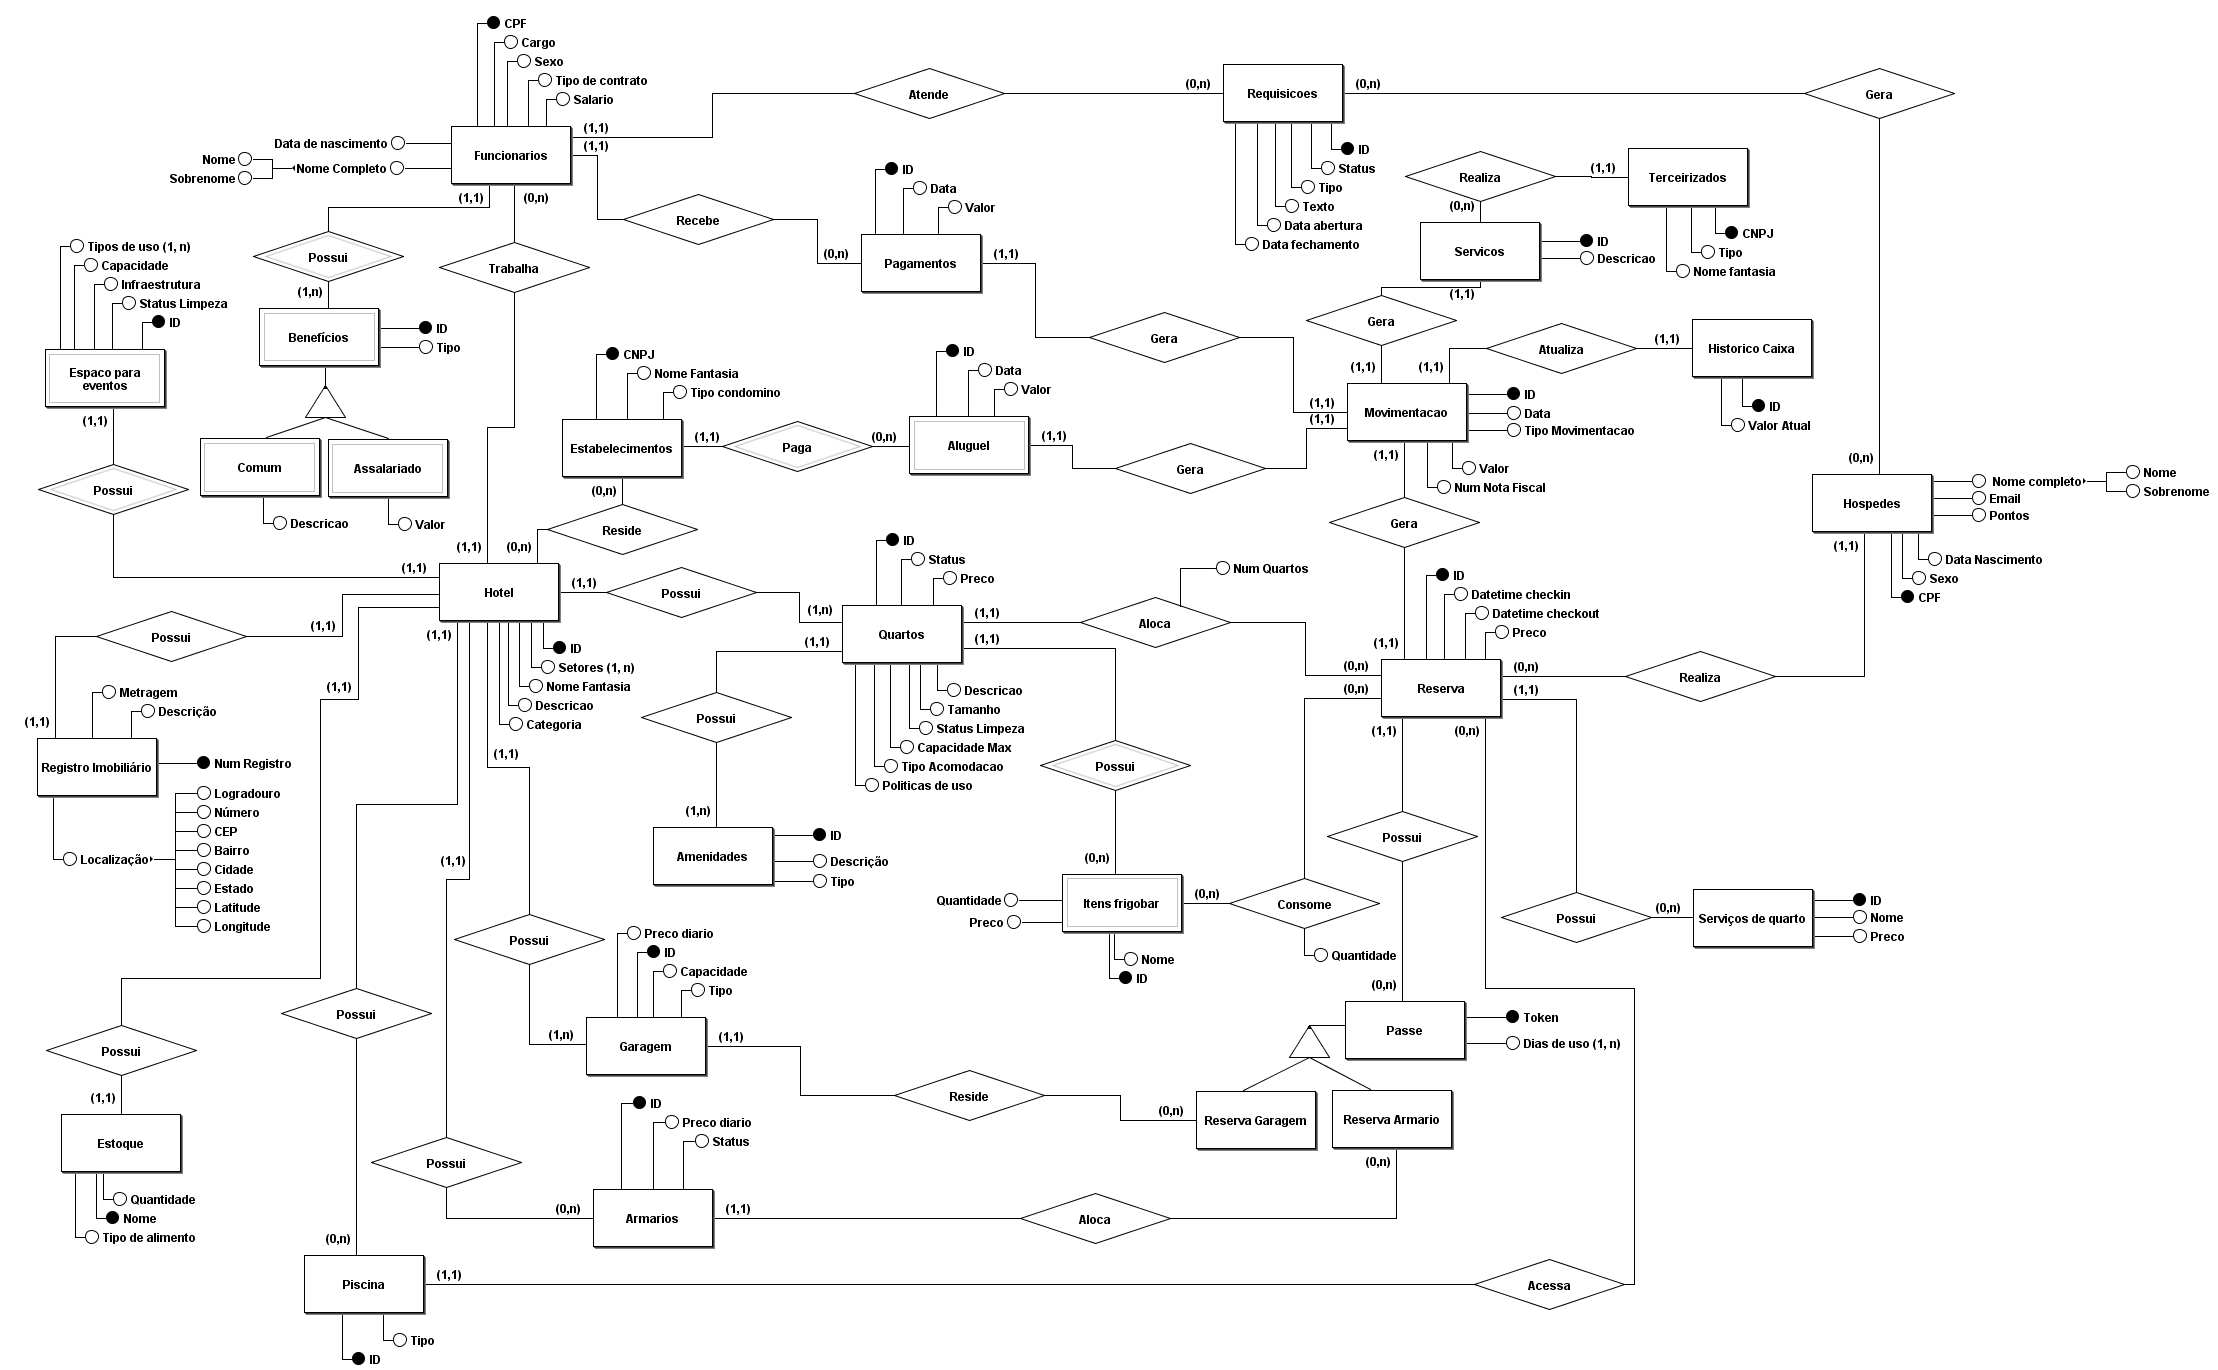 CPF
Cargo
Sexo
Tipo de contrato
Salario
Data de nascimento
Nome
Sobrenome
Nome Completo
Funcionarios
(1,1)
(1,1)
(1,1)
(0,n)
Atende
(0,n)
Requisicoes
(0,n)
Gera
ID
Status
Tipo
Texto
Data abertura
Data fechamento
Recebe
(0,n)
ID
Data
Valor
Pagamentos
(1,1)
Gera
(1,1)
Realiza
(1,1)
Terceirizados
CNPJ
Tipo
Nome fantasia
(0,n)
Servicos
ID
Descricao
(1,1)
Gera
(1,1)
Tipos de uso (1, n)
Capacidade
Infraestrutura
Status Limpeza
ID
Espaco para
eventos
(1,1)
Possui
(1,1)
Possui
(1,n)
Benefícios
ID
Tipo
Comum
Descricao
Assalariado
Valor
Trabalha
(1,1)
CNPJ
Nome Fantasia
Tipo condomino
Estabelecimentos
(1,1)
Paga
(0,n)
ID
Data
Valor
Aluguel
(1,1)
Gera
(1,1)
(0,n)
Reside
(0,n)
Movimentacao
(1,1)
Atualiza
(1,1)
Historico Caixa
ID
Valor Atual
ID
Data
Tipo Movimentacao
Valor
Num Nota Fiscal
(1,1)
Gera
(1,1)
(0,n)
Hospedes
Nome completo
Nome
Sobrenome
Email
Pontos
Data Nascimento
Sexo
CPF
(1,1)
Hotel
(1,1)
Possui
(1,n)
ID
Setores (1, n)
Nome Fantasia
Descricao
Categoria
(1,1)
Possui
(1,1)
(1,1)
(1,1)
(1,1)
(1,1)
ID
Status
Preco
Quartos
(1,1)
(1,1)
(1,1)
Descricao
Tamanho
Status Limpeza
Capacidade Max
Tipo Acomodacao
Politicas de uso
Num Quartos
Aloca
(0,n)
(0,n)
ID
Datetime checkin
Datetime checkout
Preco
Reserva
(0,n)
(1,1)
(1,1)
(0,n)
Realiza
Metragem
Descrição
Registro Imobiliário
Num Registro
Localização
Logradouro
Número
CEP
Bairro
Cidade
Estado
Latitude
Longitude
Possui
(1,n)
Amenidades
ID
Descrição
Tipo
Possui
(0,n)
Itens frigobar
Quantidade
Preco
Nome
ID
(0,n)
Consome
Quantidade
Possui
(0,n)
Possui
(0,n)
Serviços de quarto
ID
Nome
Preco
Possui
(1,n)
Preco diario
ID
Capacidade
Tipo
Garagem
(1,1)
Reside
(0,n)
Passe
Token
Dias de uso (1, n)
Reserva Garagem
Reserva Armario
(0,n)
Possui
(1,1)
Estoque
Quantidade
Nome
Tipo de alimento
Possui
(0,n)
Possui
(0,n)
ID
Preco diario
Status
Armarios
(1,1)
Aloca
Piscina
(1,1)
Acessa
Tipo
ID